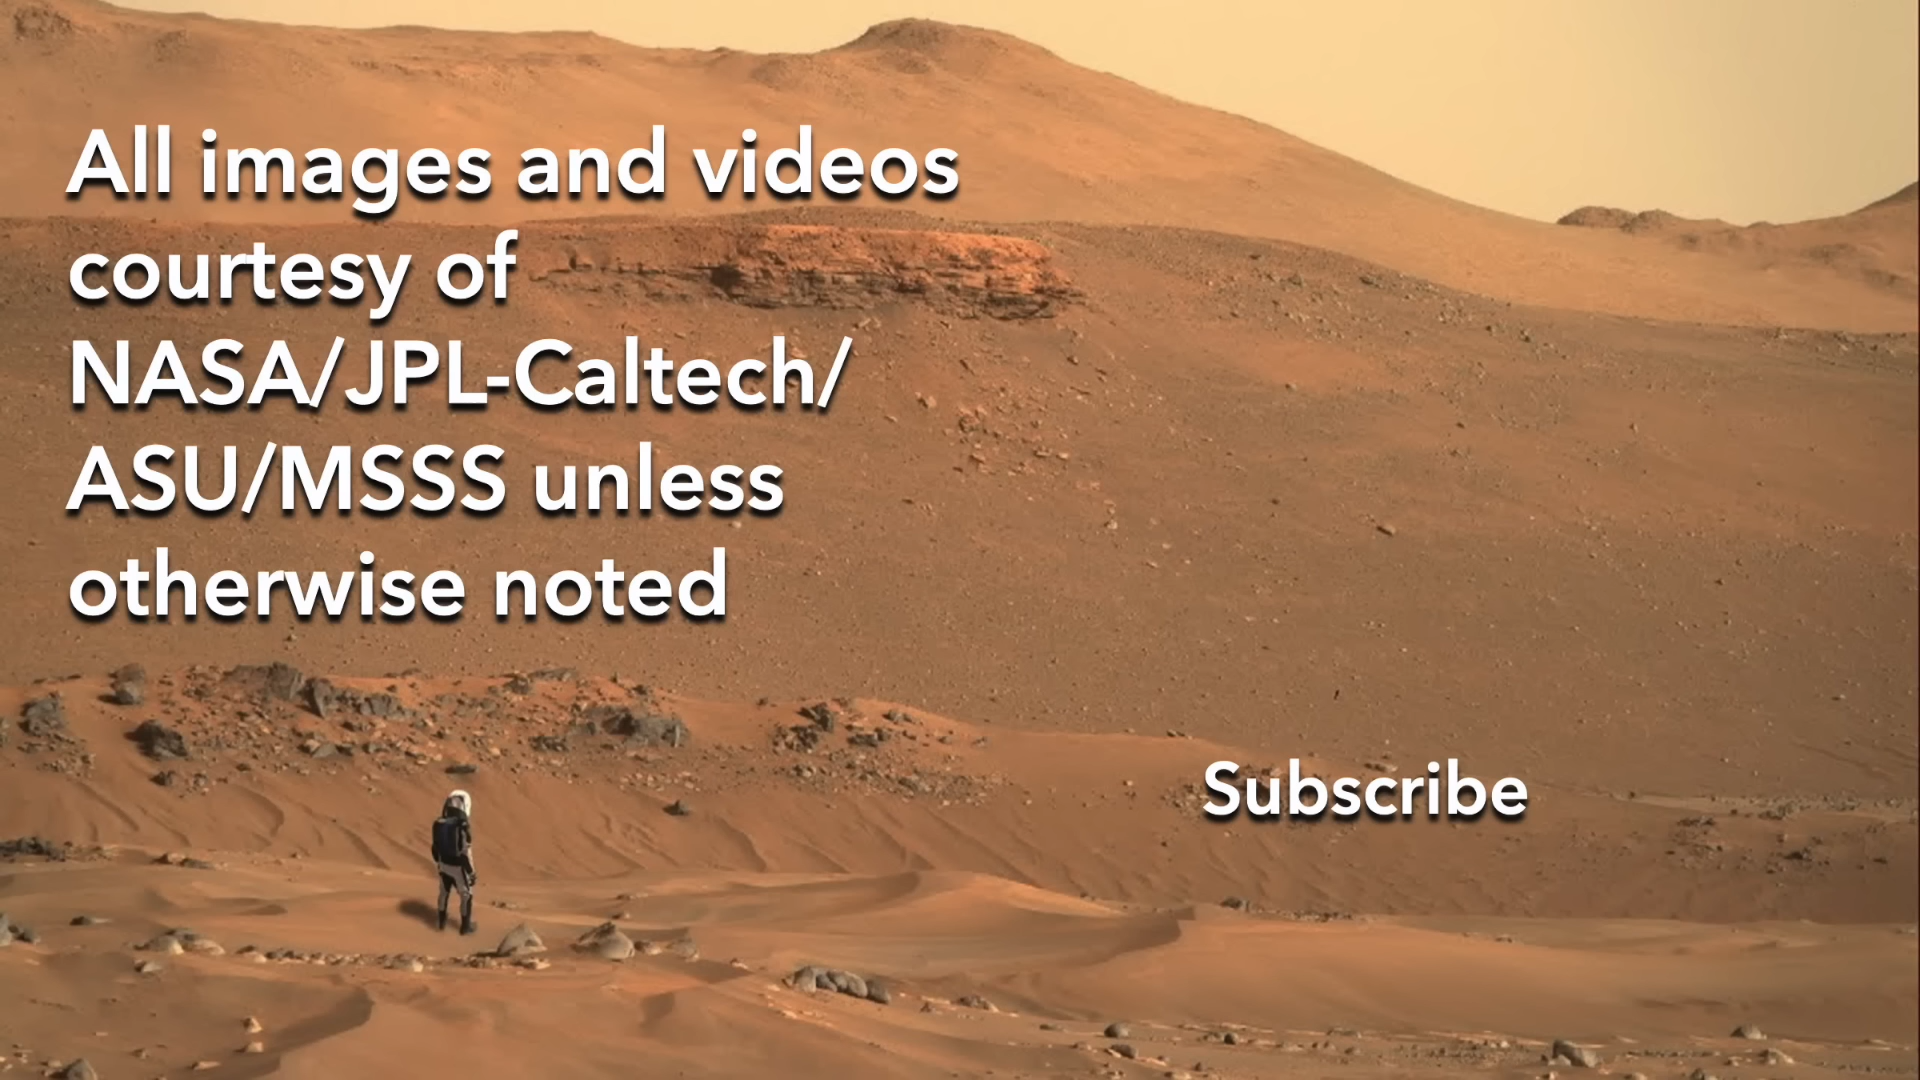 All images and videos
courtesy of
NASA/JPL-Caltech/
ASU/MSSS unless
otherwise noted
Subscribe